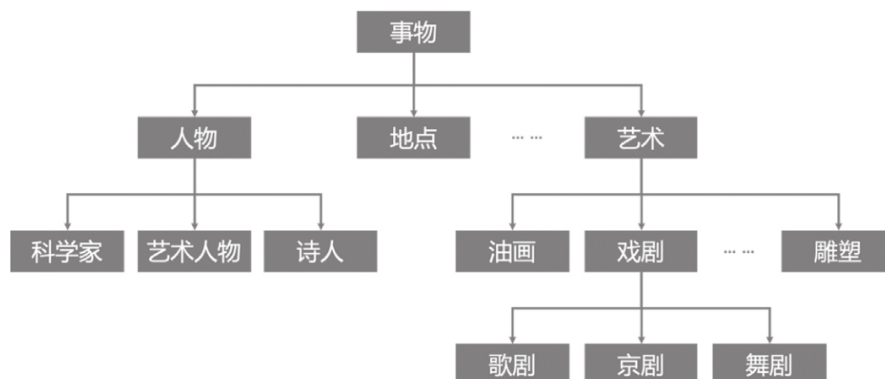 事物
人物 地点 … … 艺术
科学家 艺术人物 诗人 油画 戏剧 … … 雕塑
歌剧 京剧 舞剧